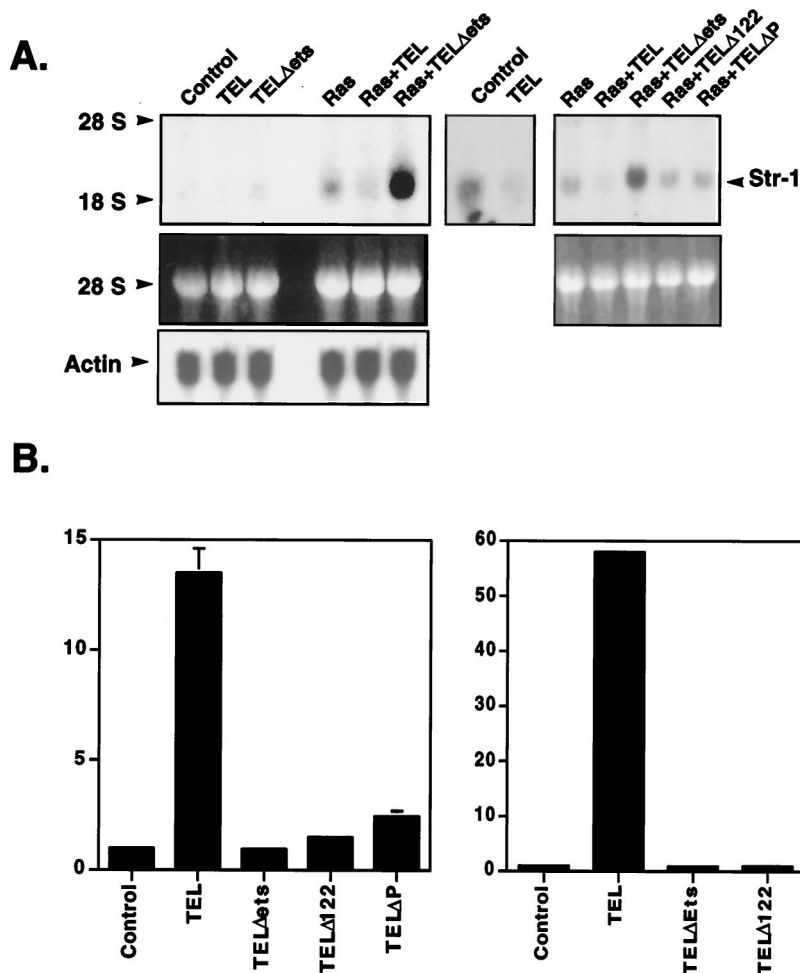 A.
Control
TEL
TELΔets
Ras
Ras+TEL
Ras+TELΔets
Control
TEL
Ras
Ras+TEL
Ras+TELΔets
Ras+TELΔ122
Ras+TELΔP
28 S
18 S
Str-1
28 S
Actin
B.
15
10
5
0
Control
TEL
TELΔets
TELΔ122
TELΔP
60
50
40
30
20
10
0
Control
TEL
TELΔEts
TELΔ122